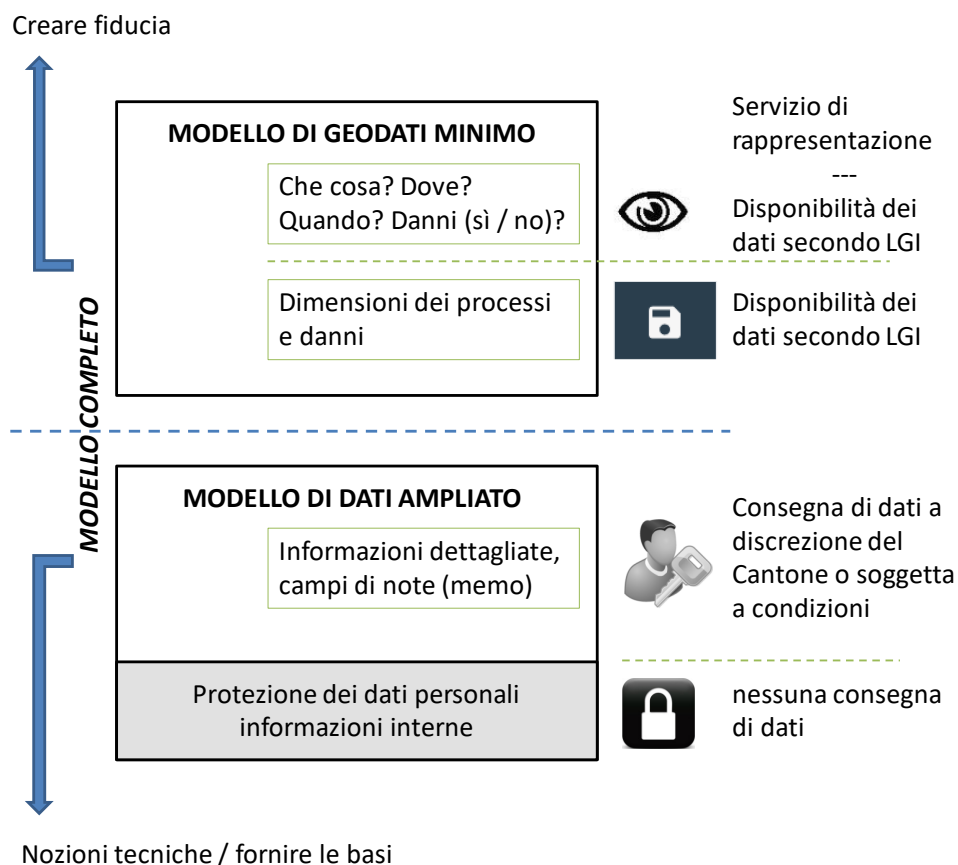 Creare fiducia
MODELLO DI GEODATI MINIMO
Che cosa? Dove?
Quando? Danni (sì / no)?
Servizio di
rappresentazione
---
Disponibilità dei
dati secondo LGI
Dimensioni dei processi
e danni
Disponibilità dei
dati secondo LGI
MODELLO COMPLETO
MODELLO DI DATI AMPLIATO
Informazioni dettagliate,
campi di note (memo)
Consegna di dati a
discrezione del
Cantone o soggetta
a condizioni
Protezione dei dati personali
informazioni interne
nessuna consegna
di dati
Nozioni tecniche / fornire le basi